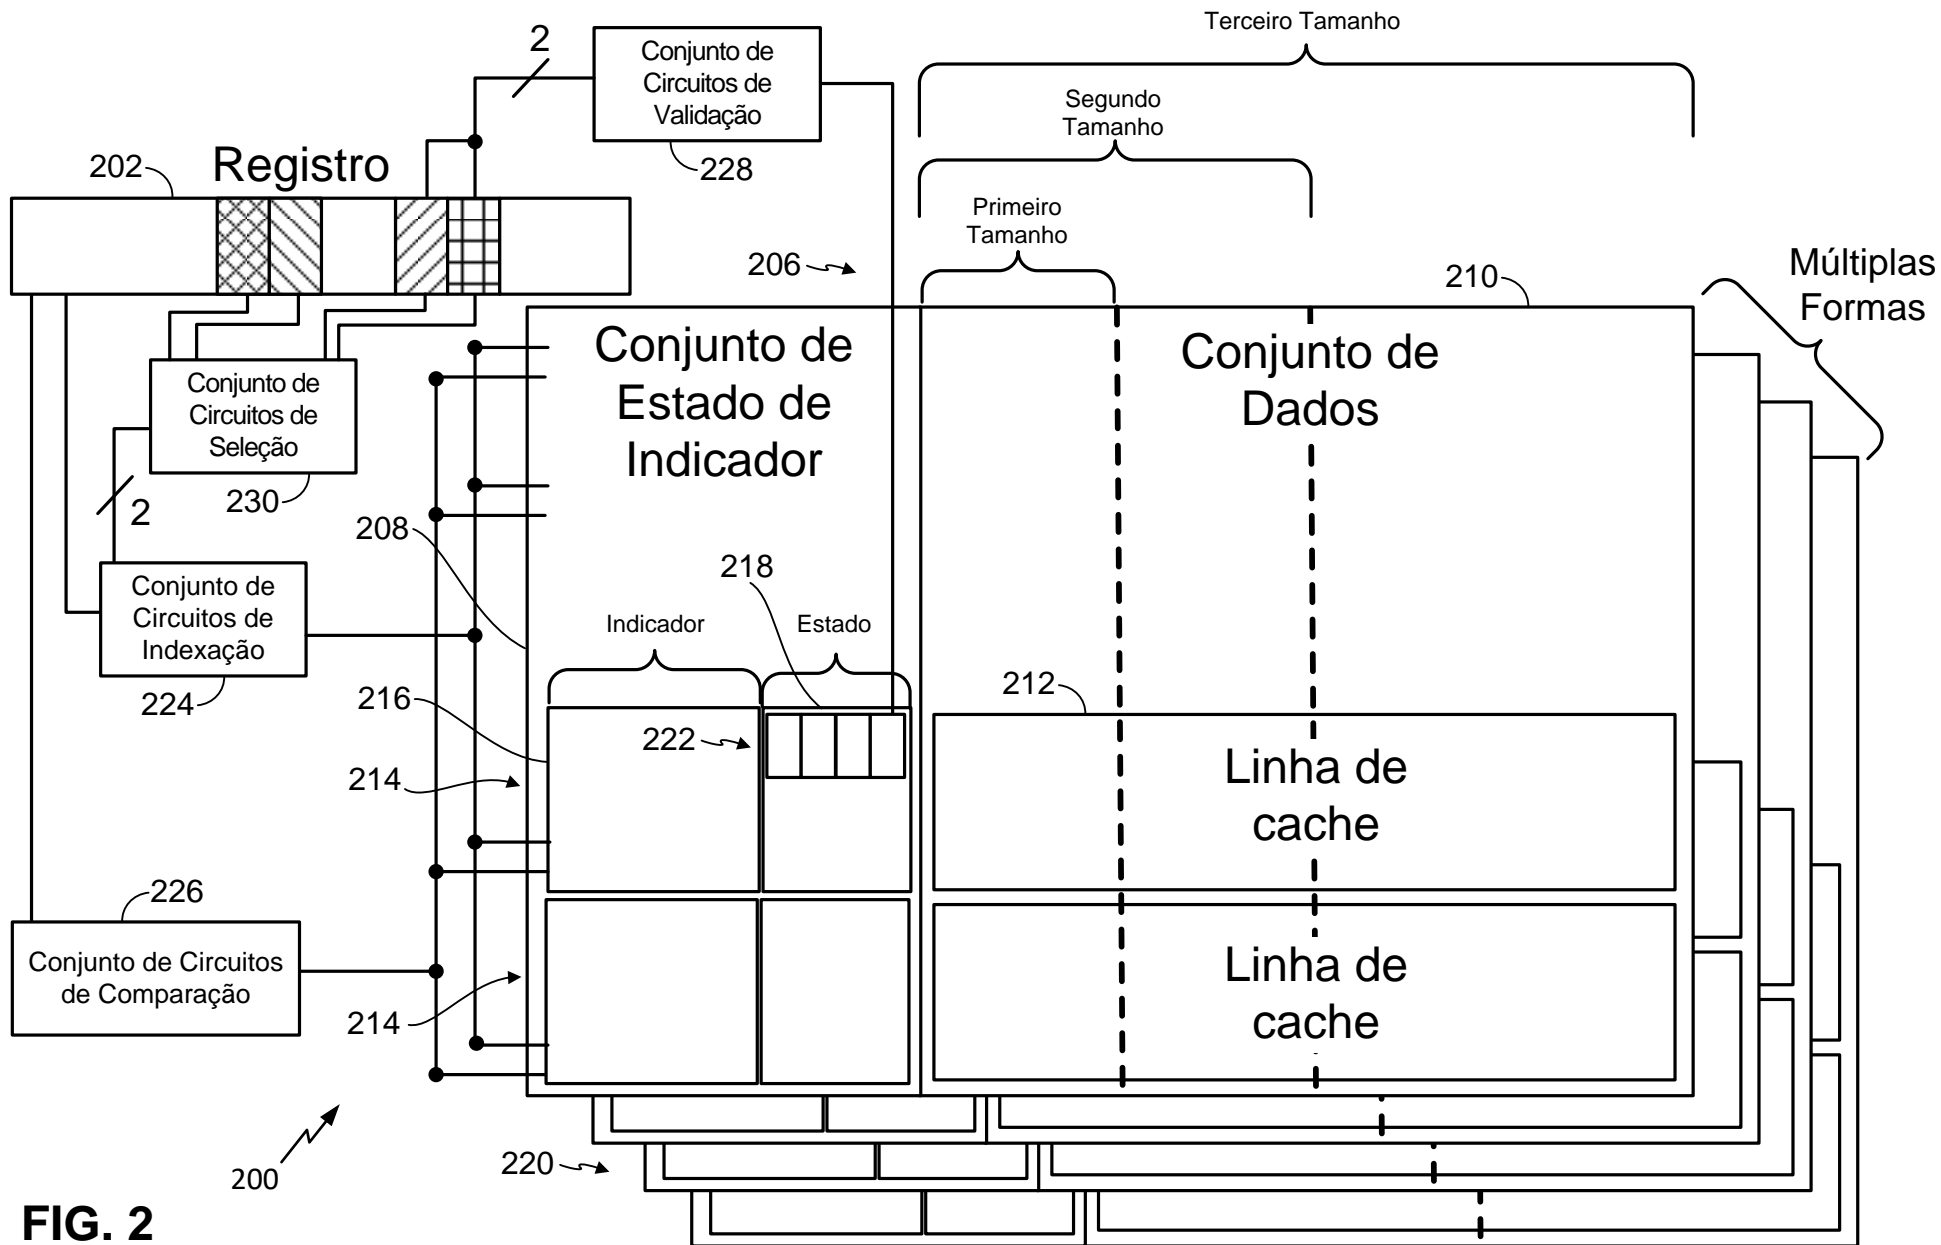 Terceiro Tamanho
2
Conjunto de
Circuitos de
Validação
228
Segundo
Tamanho
202
Registro
Primeiro
Tamanho
206
210
Múltiplas
Formas
Conjunto de
Estado de
Indicador
Conjunto de
Dados
Conjunto de
Circuitos de
Seleção
230
2
208
218
Conjunto de
Circuitos de
Indexação
224
Indicador
Estado
216
222
212
214
Linha de
cache
226
Conjunto de Circuitos
de Comparação
214
Linha de
cache
200
220
FIG. 2